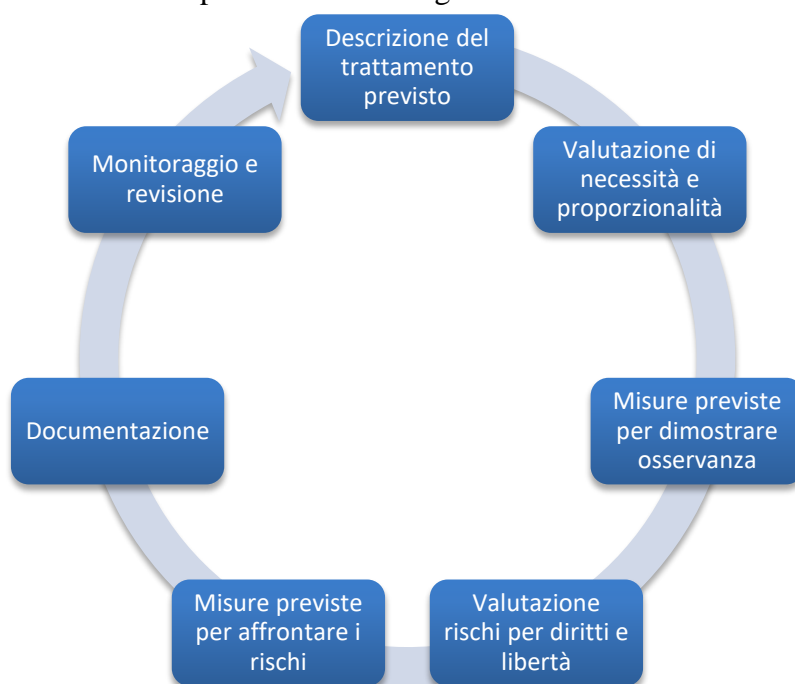 Descrizione del
trattamento
previsto
Valutazione di
necessità e
proporzionalità
Misure previste
per dimostrare
osservanza
Valutazione
rischi per diritti e
libertà
Misure previste
per affrontare i
rischi
Documentazione
Monitoraggio e
revisione